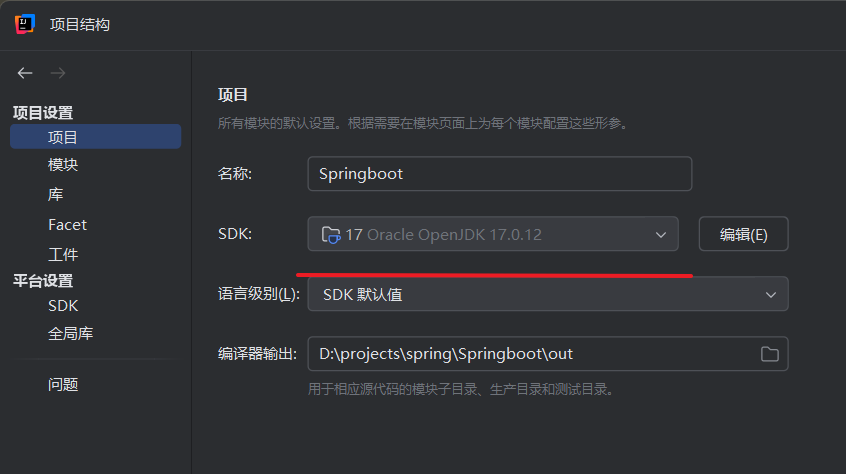 项目结构
项目设置
项目
模块
库
Facet
工件
平台设置
SDK
全局库
问题
项目
所有模块的默认设置。根据需要在模块页面上为每个模块配置这些形参。
名称: Springboot
SDK: 17 Oracle OpenJDK 17.0.12 编辑(E)
语言级别(L): SDK 默认值
编译器输出: D:\projects\spring\Springboot\out
用于相应源代码的模块子目录、生产目录和测试目录。